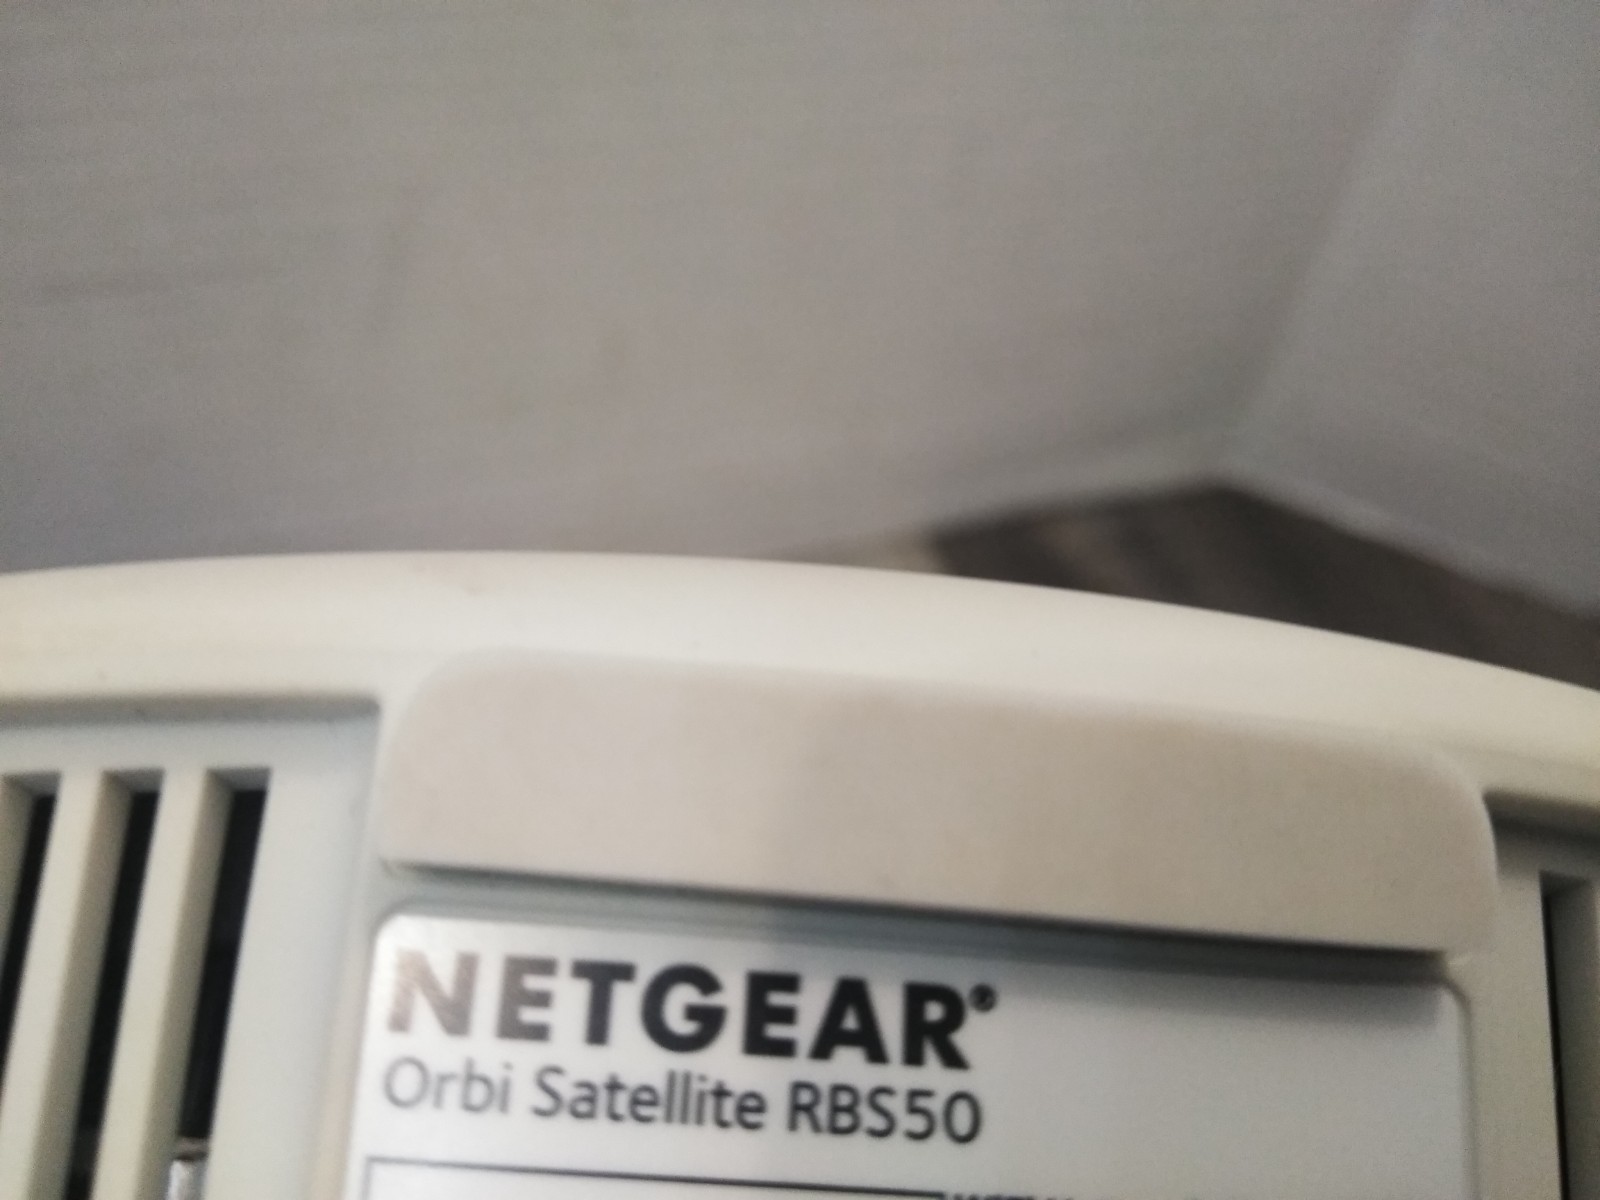 NETGEAR®
Orbi Satellite RBS50